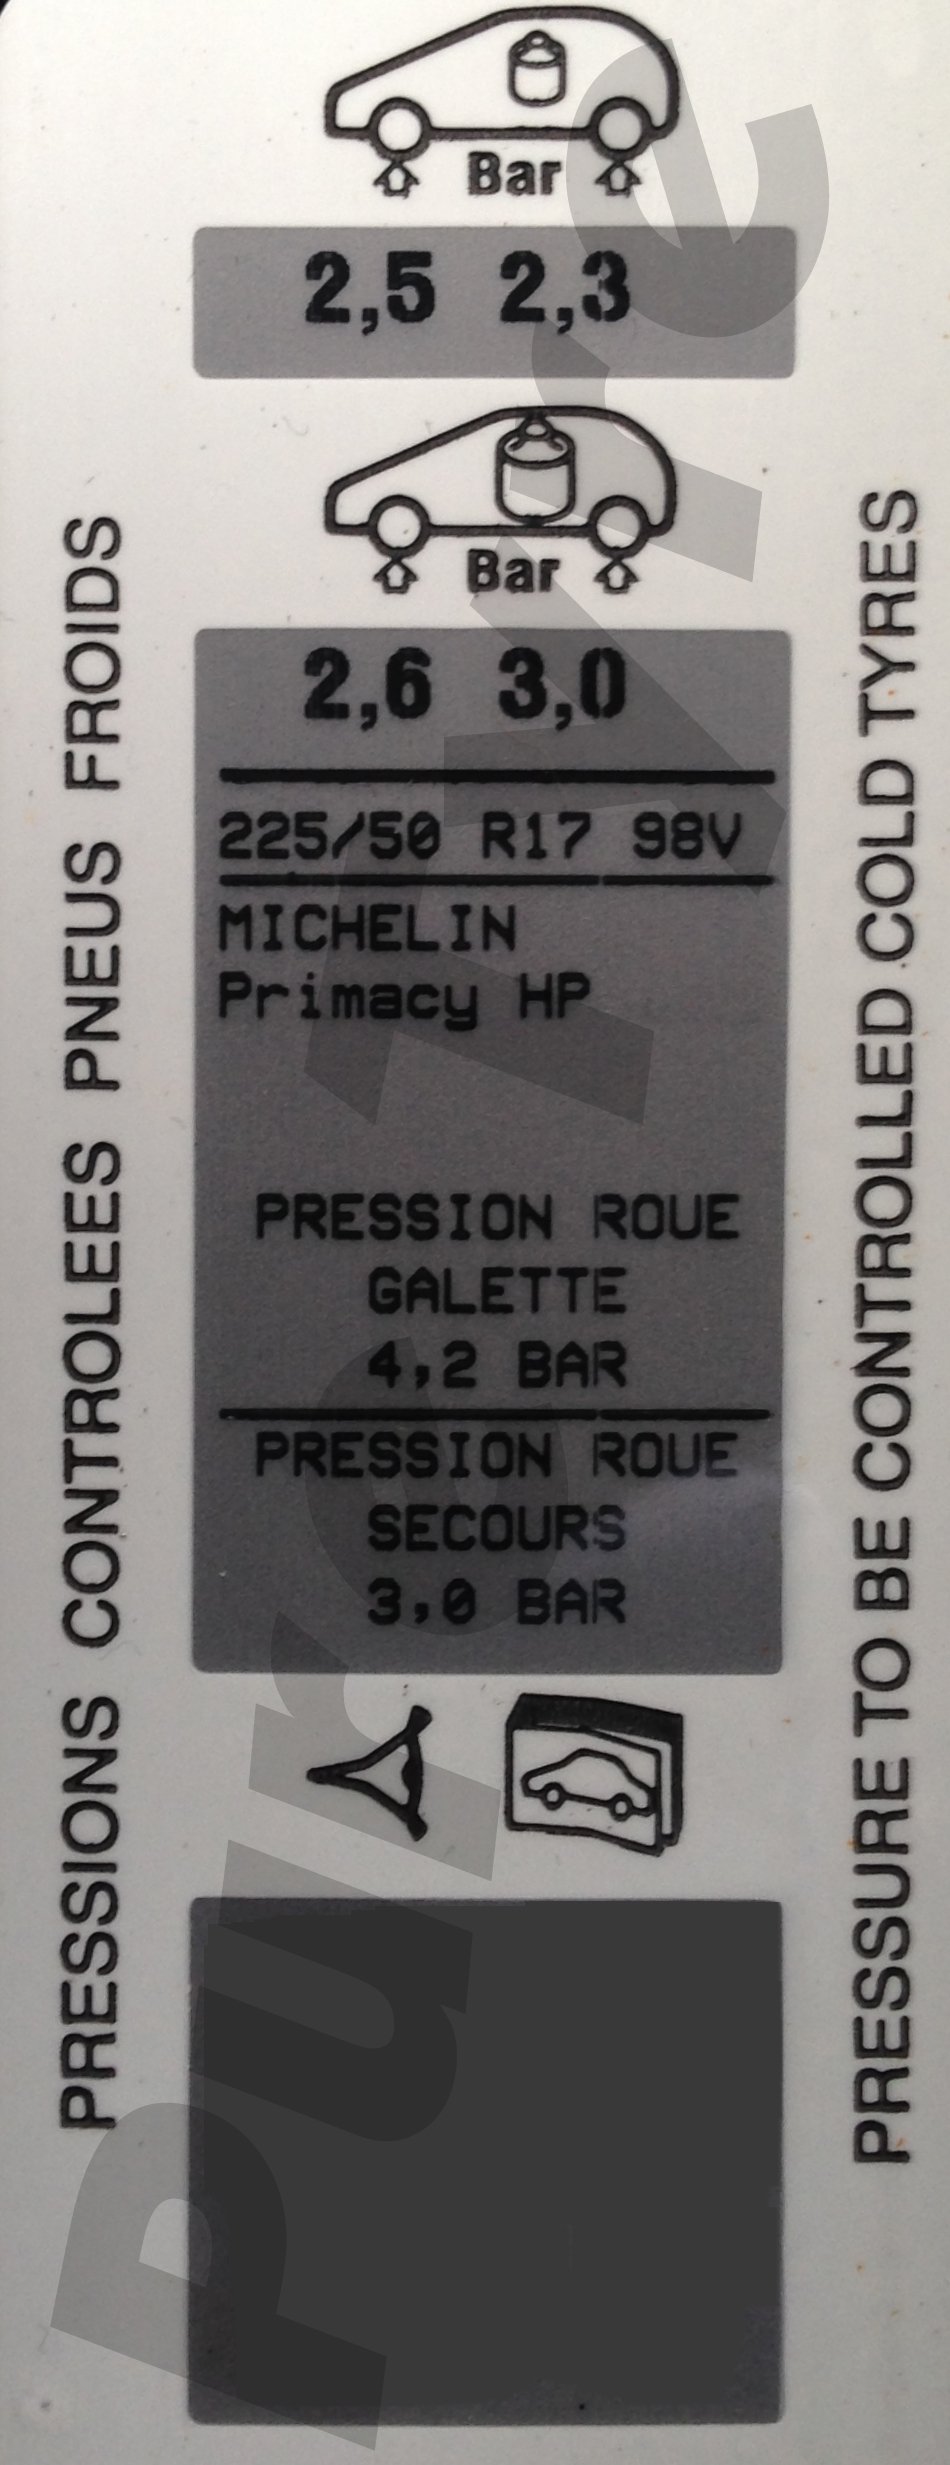 Bar
2,5 2,3
Bar
2,6 3,0
225/50 R17 98V
MICHELIN
Primacy HP
PRESSION ROUE
GALETTE
4,2 BAR
PRESSION ROUE
SECOURS
3,0 BAR
PRESSIONS CONTROLEES PNEUS FROIDS
PRESSURE TO BE CONTROLLED COLD TYRES
Pure Tyre